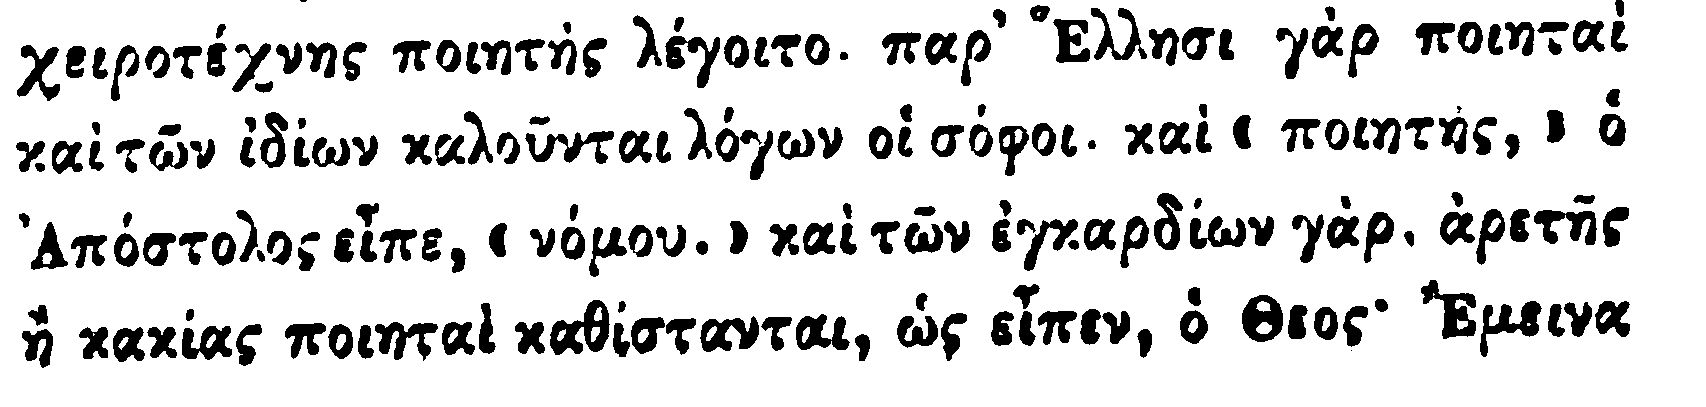 χειροτέχνης ποιητὴς λέγοιτο. παρ’ Ἕλλησι γὰρ ποιηταὶ
καὶ τῶν ἰδίων καλοῦνται λόγων οἱ σόφοι. καὶ « ποιητὴς, » ὁ
Ἀπόστολος εἶπε, « νόμου. » καὶ τῶν ἐγκαρδίων γὰρ. ἀρετῆς
ἢ κακίας ποιηταὶ καθίστανται, ὡς εἶπεν, ὁ Θεος· Ἔμεινα